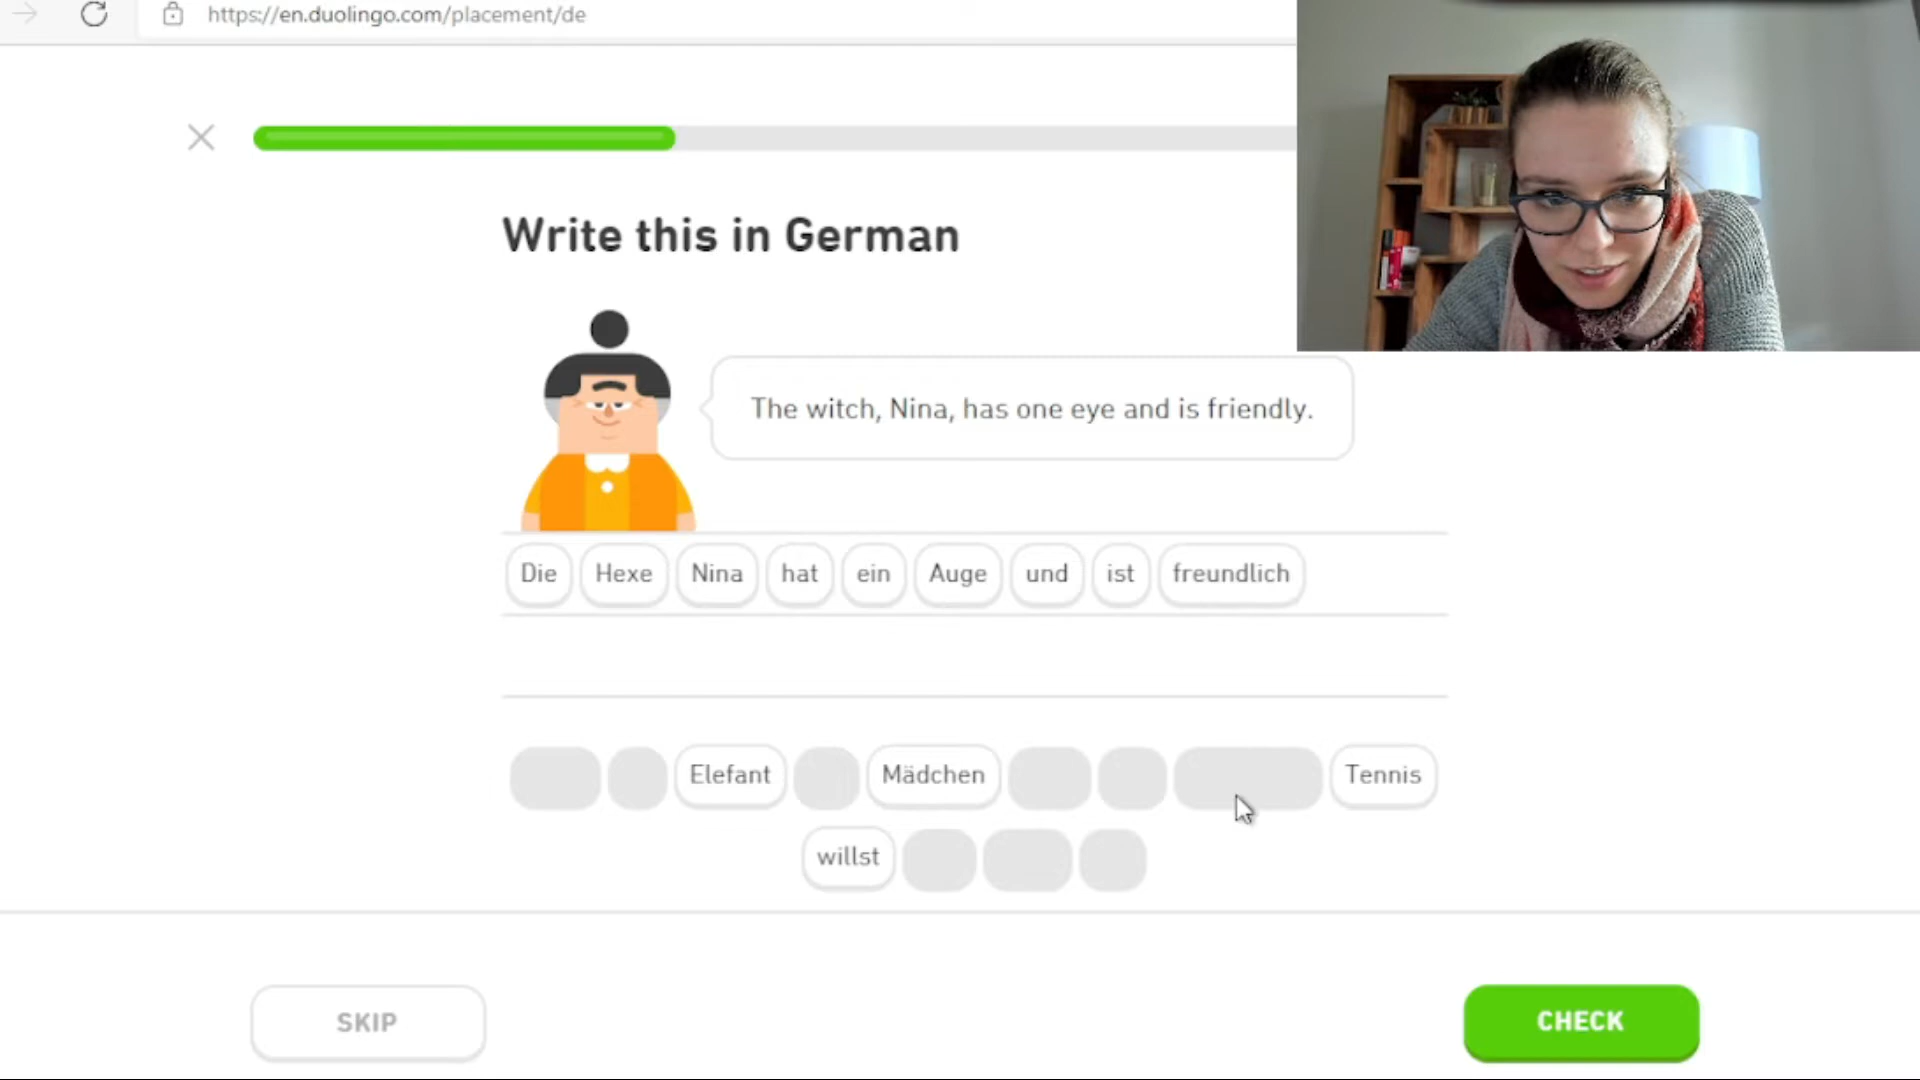 https://en.duolingo.com/placement/de
Write this in German
The witch, Nina, has one eye and is friendly.
Die Hexe Nina hat ein Auge und ist freundlich
Elefant Mädchen Tennis
willst
SKIP CHECK